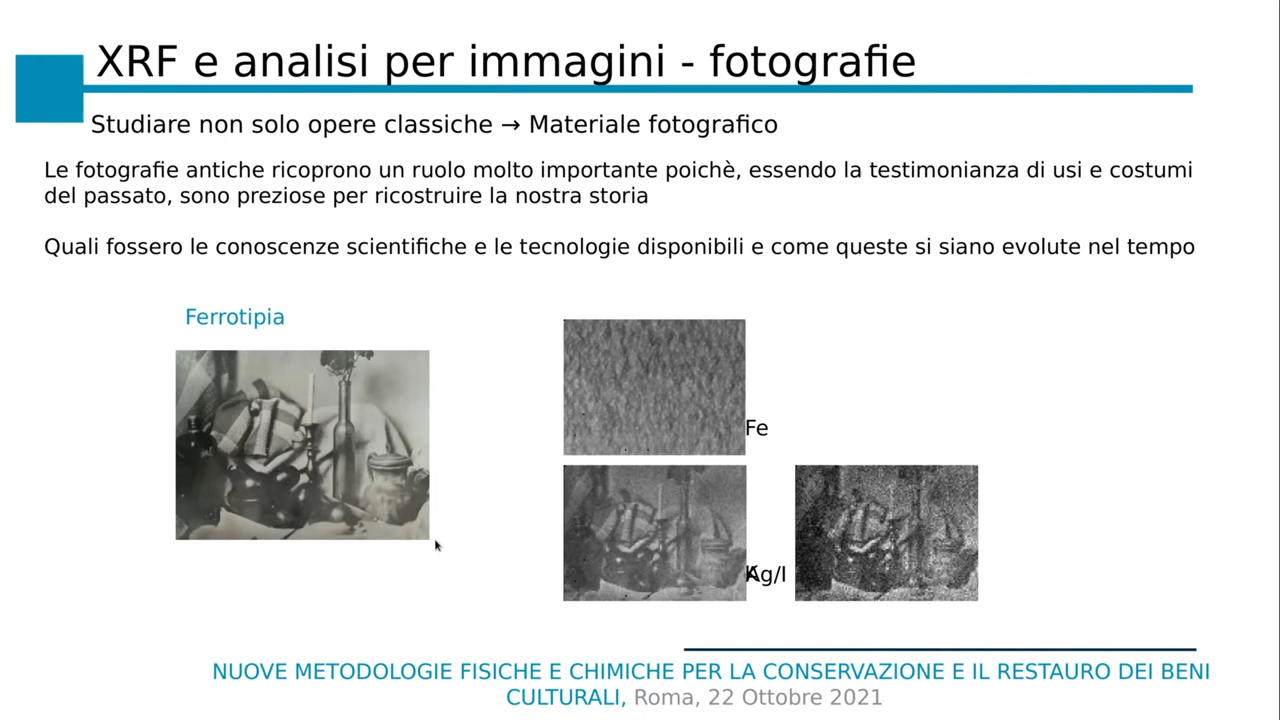 XRF e analisi per immagini - fotografie
Studiare non solo opere classiche → Materiale fotografico
Le fotografie antiche ricoprono un ruolo molto importante poichè, essendo la testimonianza di usi e costumi
del passato, sono preziose per ricostruire la nostra storia
Quali fossero le conoscenze scientifiche e le tecnologie disponibili e come queste si siano evolute nel tempo
Ferrotipia
Fe
NUOVE METODOLOGIE FISICHE E CHIMICHE PER LA CONSERVAZIONE E IL RESTAURO DEI BENI
CULTURALI, Roma, 22 Ottobre 2021